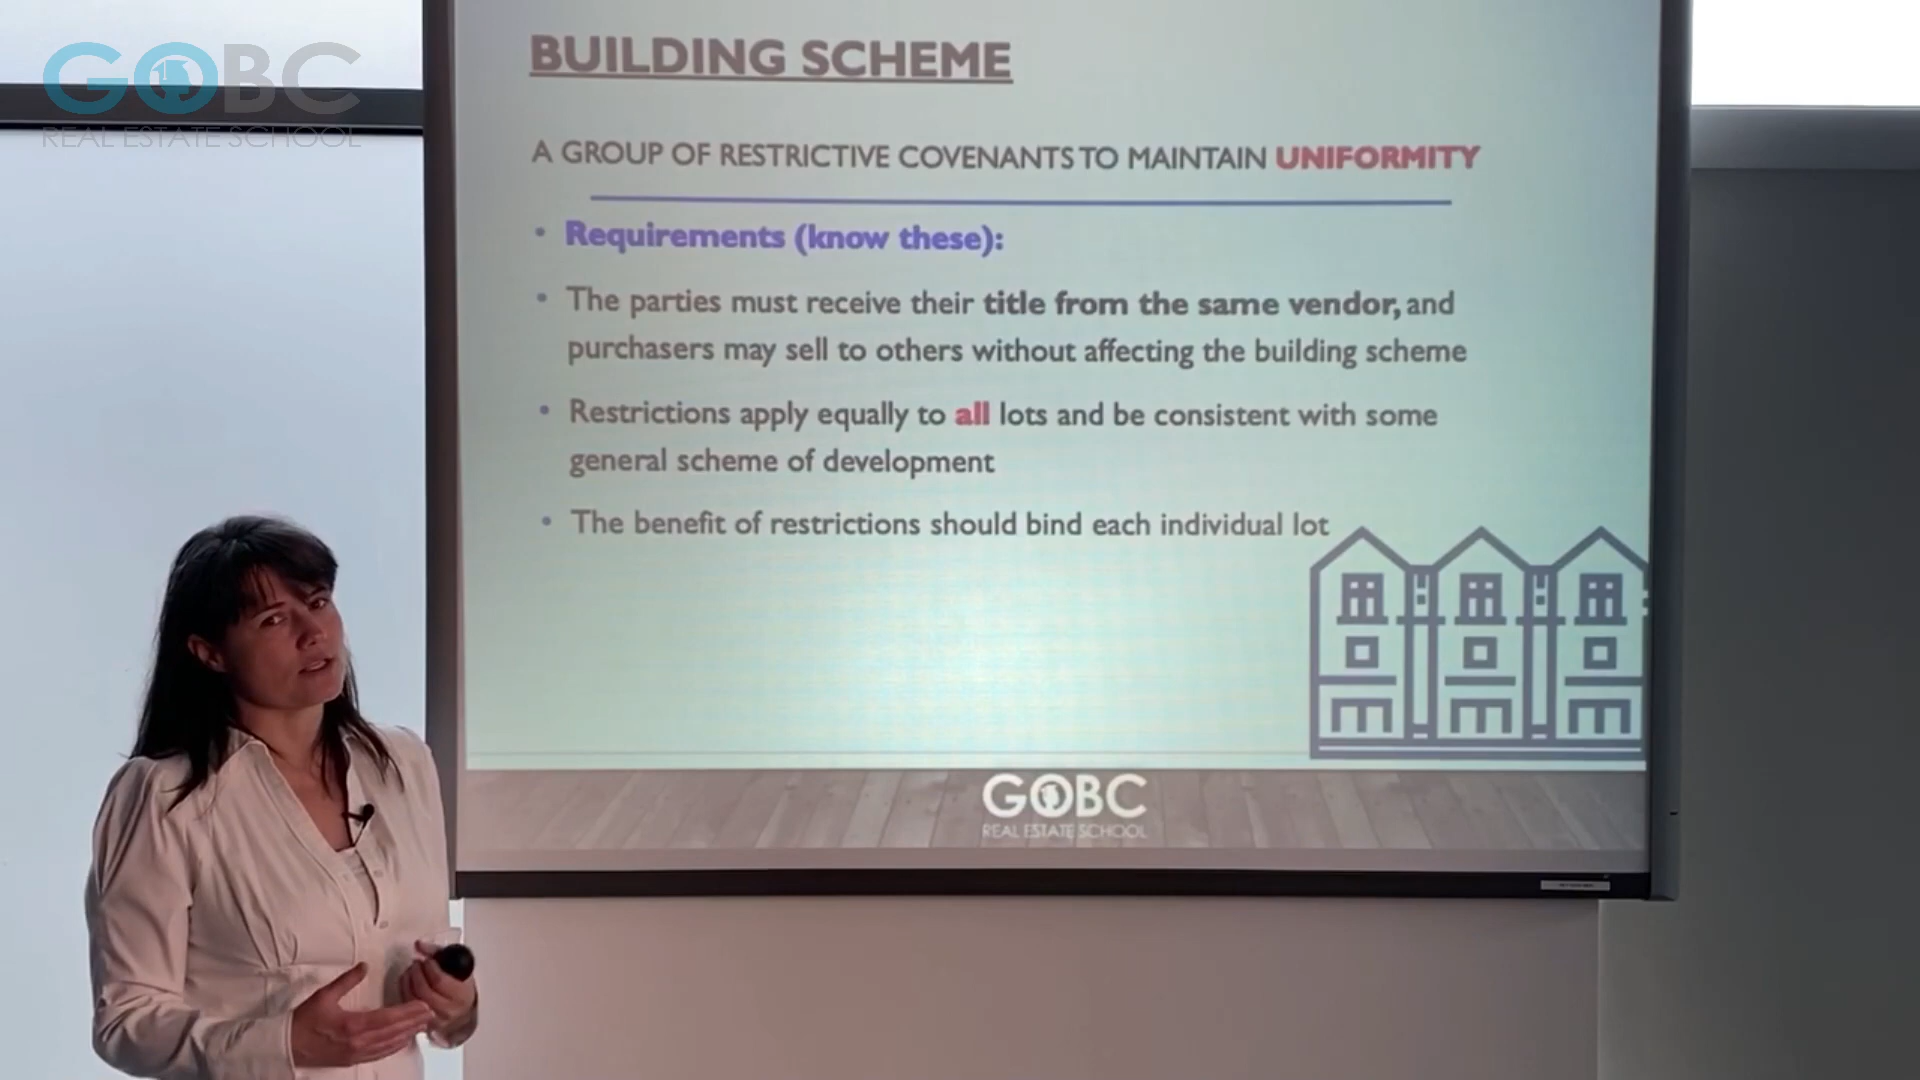 GOBC
REAL ESTATE SCHOOL
BUILDING SCHEME
A GROUP OF RESTRICTIVE COVENANTS TO MAINTAIN UNIFORMITY
• Requirements (know these):
• The parties must receive their title from the same vendor, and
purchasers may sell to others without affecting the building scheme
• Restrictions apply equally to all lots and be consistent with some
general scheme of development
• The benefit of restrictions should bind each individual lot
GOBC
REAL ESTATE SCHOOL